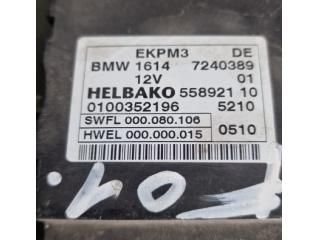 EKPM3 DE
BMW 1614 7240389
12V 01
HELBAKO 558921 10
0100352196 5210
SWFL 000.080.106
HWEL 000.000.015 0510